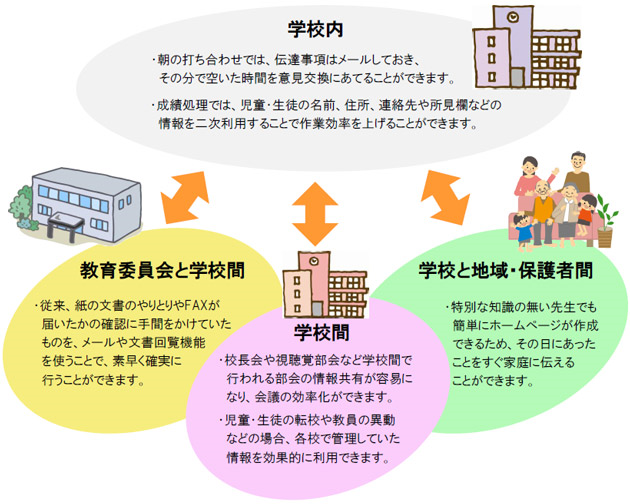 学校内
・朝の打ち合わせでは、伝達事項はメールしておき、
その分で空いた時間を意見交換にあてることができます。
・成績処理では、児童・生徒の名前、住所、連絡先や所見欄などの
情報を二次利用することで作業効率を上げることができます。
教育委員会と学校間
・従来、紙の文書のやりとりやFAXが
届いたかの確認に手間をかけていた
ものを、メールや文書回覧機能
を使うことで、素早く確実に
行うことができます。
学校間
・校長会や視聴覚部会など学校間で
行われる部会の情報共有が容易に
なり、会議の効率化ができます。
・児童・生徒の転校や教員の異動
などの場合、各校で管理していた
情報を効果的に利用できます。
学校と地域・保護者間
・特別な知識の無い先生でも
簡単にホームページが作成
できるため、その日にあった
ことをすぐ家庭に伝える
ことができます。